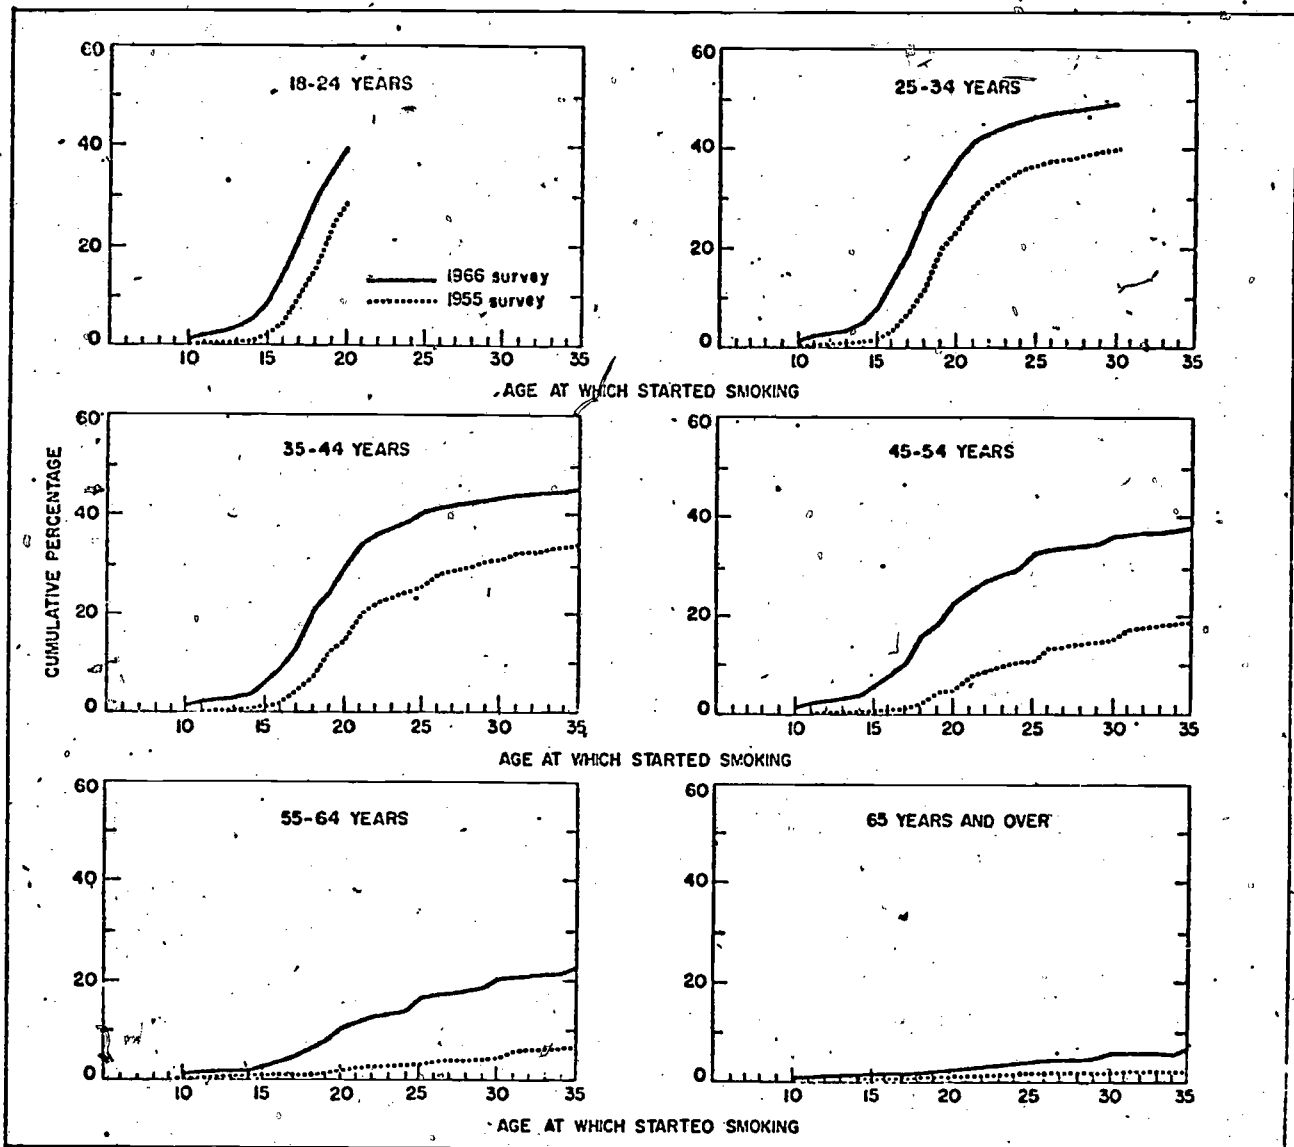 60
40
20
0
18-24 YEARS
1966 survey
1955 survey
10 15 20 25 30 35
60
40
20
0
25-34 YEARS
10 15 20 25 30 35
AGE AT WHICH STARTED SMOKING
CUMULATIVE PERCENTAGE
60
40
20
0
35-44 YEARS
10 15 20 25 30 35
60
40
20
0
45-54 YEARS
10 15 20 25 30 35
AGE AT WHICH STARTED SMOKING
60
40
20
0
55-64 YEARS
10 15 20 25 30 35
60
40
20
0
65 YEARS AND OVER
10 15 20 25 30 35
AGE AT WHICH STARTED SMOKING